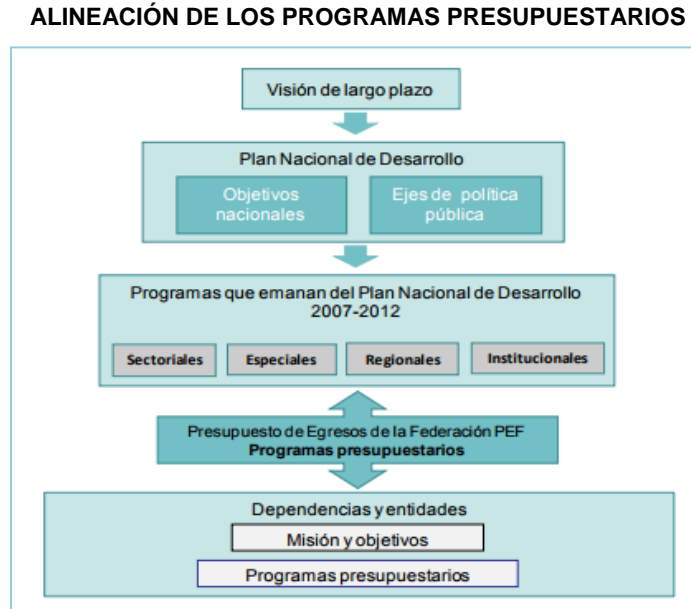 ALINEACIÓN DE LOS PROGRAMAS PRESUPUESTARIOS
Visión de largo plazo
Plan Nacional de Desarrollo
Objetivos
nacionales
Ejes de política
pública
Programas que emanan del Plan Nacional de Desarrollo
2007-2012
Sectoriales
Especiales
Regionales
Institucionales
Presupuesto de Egresos de la Federación PEF
Programas presupuestarios
Dependencias y entidades
Misión y objetivos
Programas presupuestarios